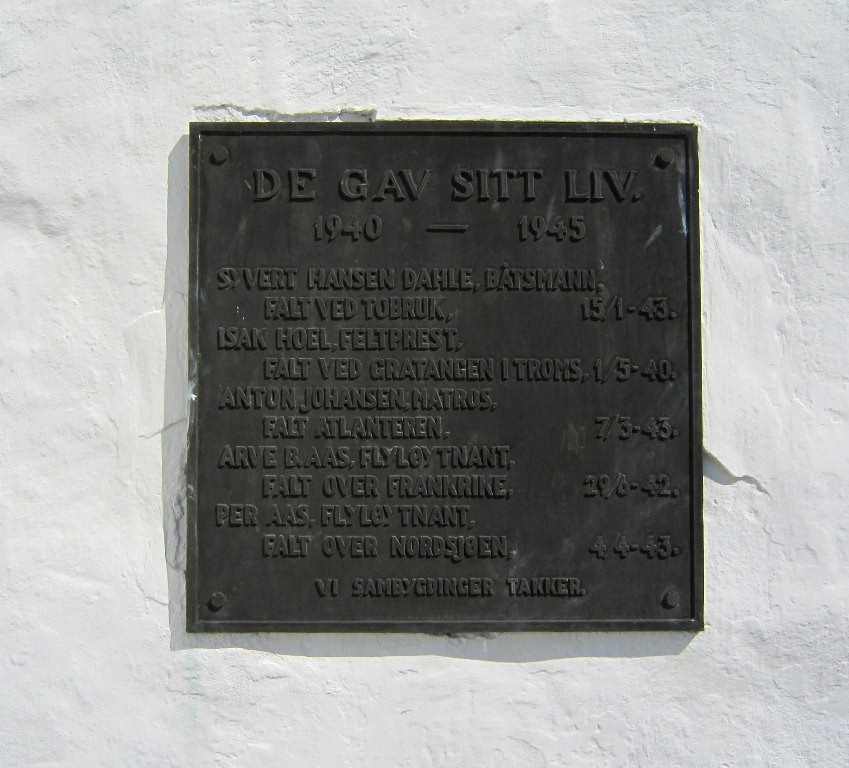 DE GAV SITT LIV.
1940 — 1945
SYVERT HANSEN DAHLE, BÅTSMANN,
FALT VED TOBRUK, 15/1-43.
ISAK HOEL, FELTPREST,
FALT VED GRATANGEN I TROMS, 1/5-40.
ANTON JOHANSEN, MATROS,
FALT ATLANTEREN, 7/3-43.
ARVE B. AAS, FLYLØYTNANT,
FALT OVER FRANKRIKE, 29/6-42.
PER AAS, FLYLØYTNANT,
FALT OVER NORDSJØEN, 4/4-43.
VI SAMBYGDINGER TAKKER.